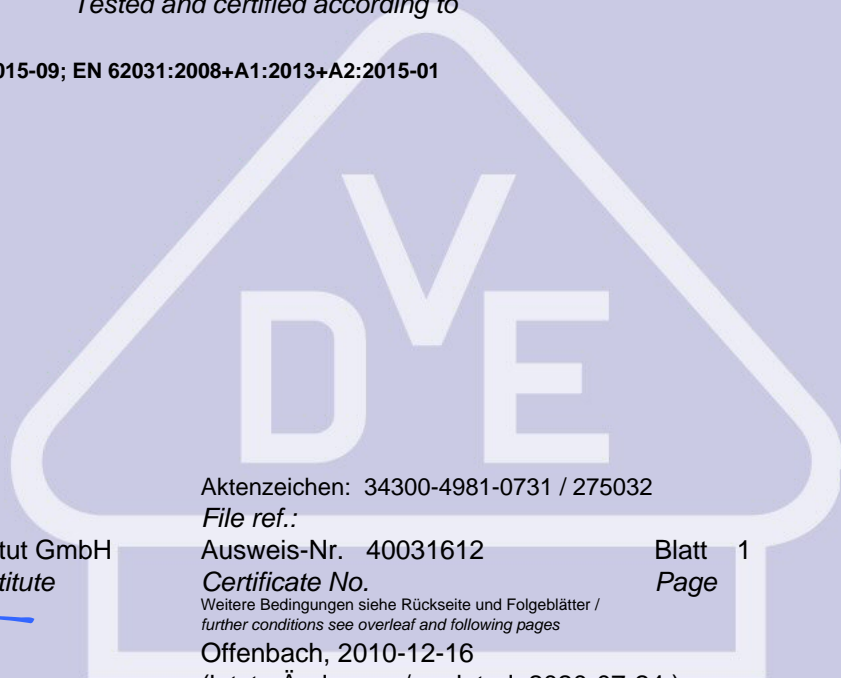 Tested and certified according to
015-09; EN 62031:2008+A1:2013+A2:2015-01
VDE
Aktenzeichen: 34300-4981-0731 / 275032
File ref.:
tut GmbH Ausweis-Nr. 40031612 Blatt 1
titute Certificate No. Page
Weitere Bedingungen siehe Rückseite und Folgeblätter /
further conditions see overleaf and following pages
Offenbach, 2010-12-16